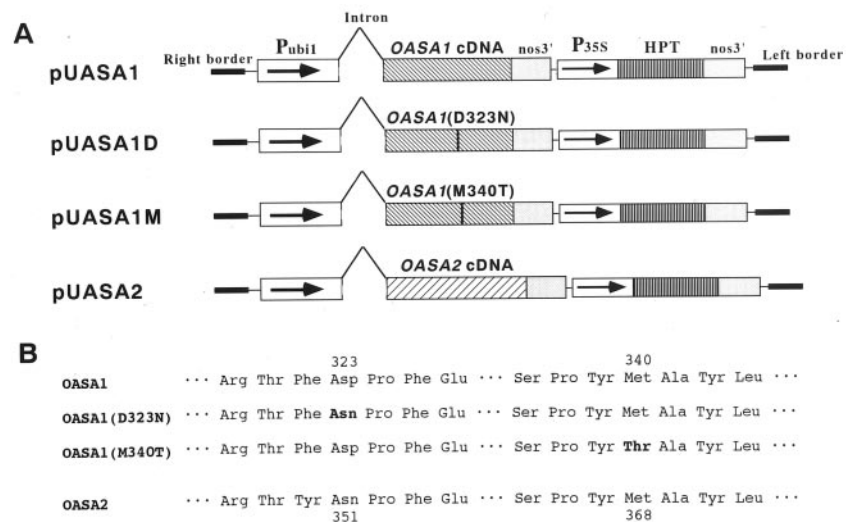 A
Intron
Right border Pubi1 OASA1 cDNA nos3' P35S HPT nos3' Left border
pUASA1
OASA1(D323N)
pUASA1D
OASA1(M340T)
pUASA1M
OASA2 cDNA
pUASA2
B
323 340
OASA1 ··· Arg Thr Phe Asp Pro Phe Glu ··· Ser Pro Tyr Met Ala Tyr Leu ···
OASA1(D323N) ··· Arg Thr Phe Asn Pro Phe Glu ··· Ser Pro Tyr Met Ala Tyr Leu ···
OASA1(M340T) ··· Arg Thr Phe Asp Pro Phe Glu ··· Ser Pro Tyr Thr Ala Tyr Leu ···
OASA2 ··· Arg Thr Tyr Asn Pro Phe Glu ··· Ser Pro Tyr Met Ala Tyr Leu ···
351 368